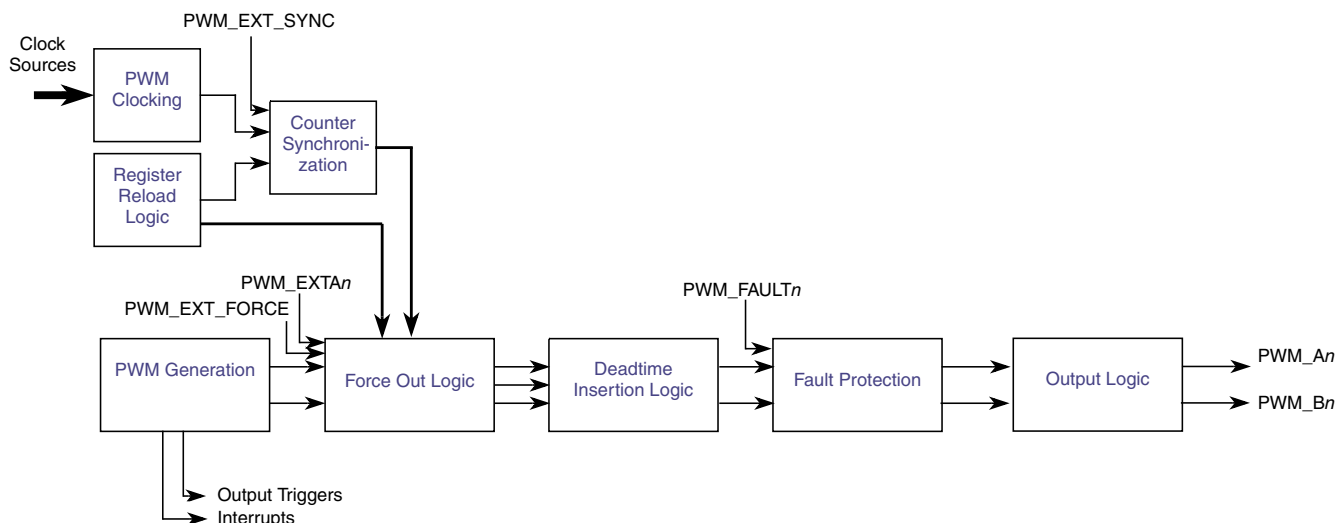 PWM_EXT_SYNC
Clock
Sources
PWM
Clocking
Counter
Synchroni-
zation
Register
Reload
Logic
PWM_EXTAn
PWM_EXT_FORCE
PWM_FAULTn
PWM Generation
Force Out Logic
Deadtime
Insertion Logic
Fault Protection
Output Logic
PWM_An
PWM_Bn
Output Triggers
Interrupts